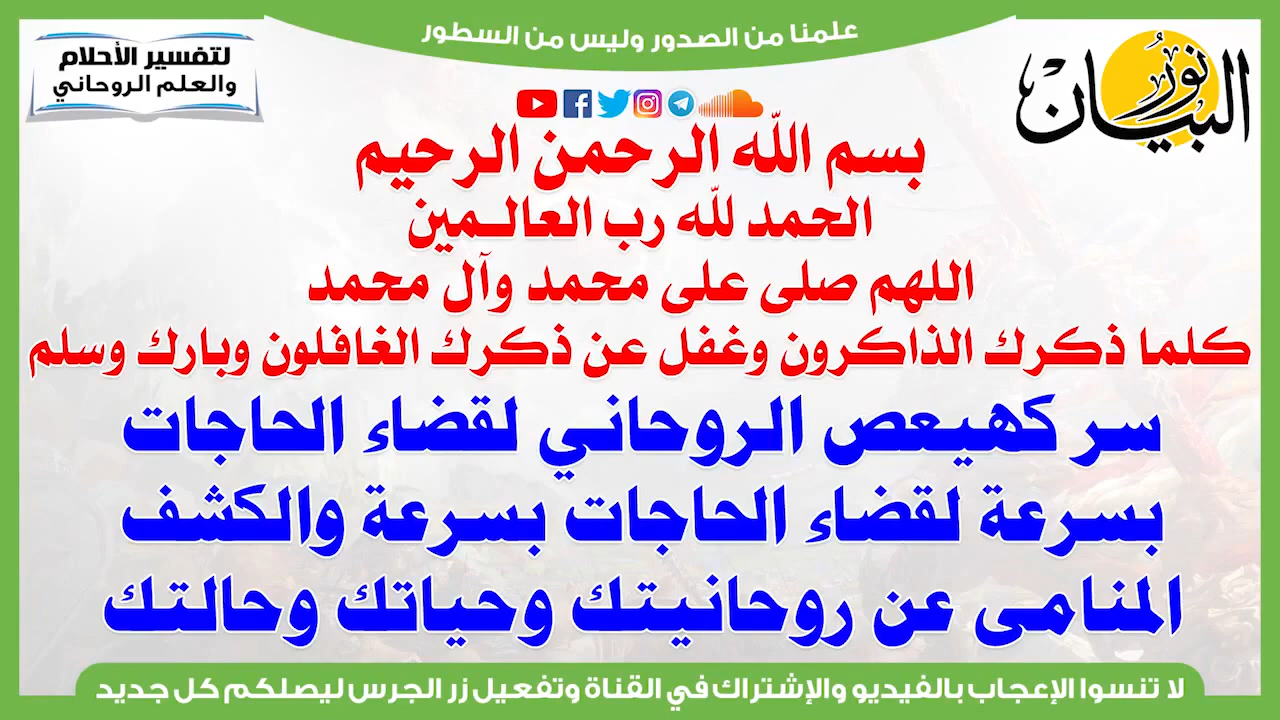 علمنا من الصدور وليس من السطور
لتفسير الأحلام
والعلم الروحاني
نور
البيان
بسم الله الرحمن الرحيم
الحمد لله رب العالـمين
اللهم صلى على محمد وآل محمد
كلما ذكرك الذاكرون وغفل عن ذكرك الغافلون وبارك وسلم
سر كهيعص الروحاني لقضاء الحاجات
بسرعة لقضاء الحاجات بسرعة والكشف
المنامى عن روحانيتك وحياتك وحالتك
لا تنسوا الإعجاب بالفيديو والإشتراك في القناة وتفعيل زر الجرس ليصلكم كل جديد